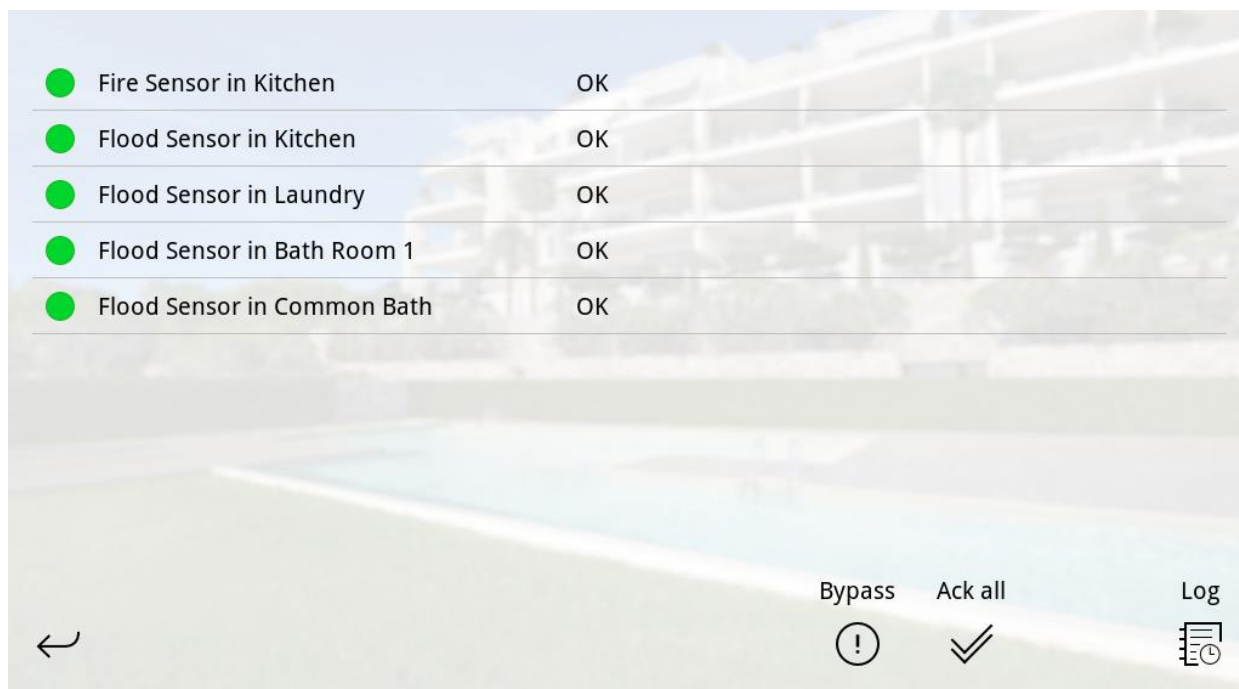 Fire Sensor in Kitchen OK
Flood Sensor in Kitchen OK
Flood Sensor in Laundry OK
Flood Sensor in Bath Room 1 OK
Flood Sensor in Common Bath OK
Bypass Ack all Log